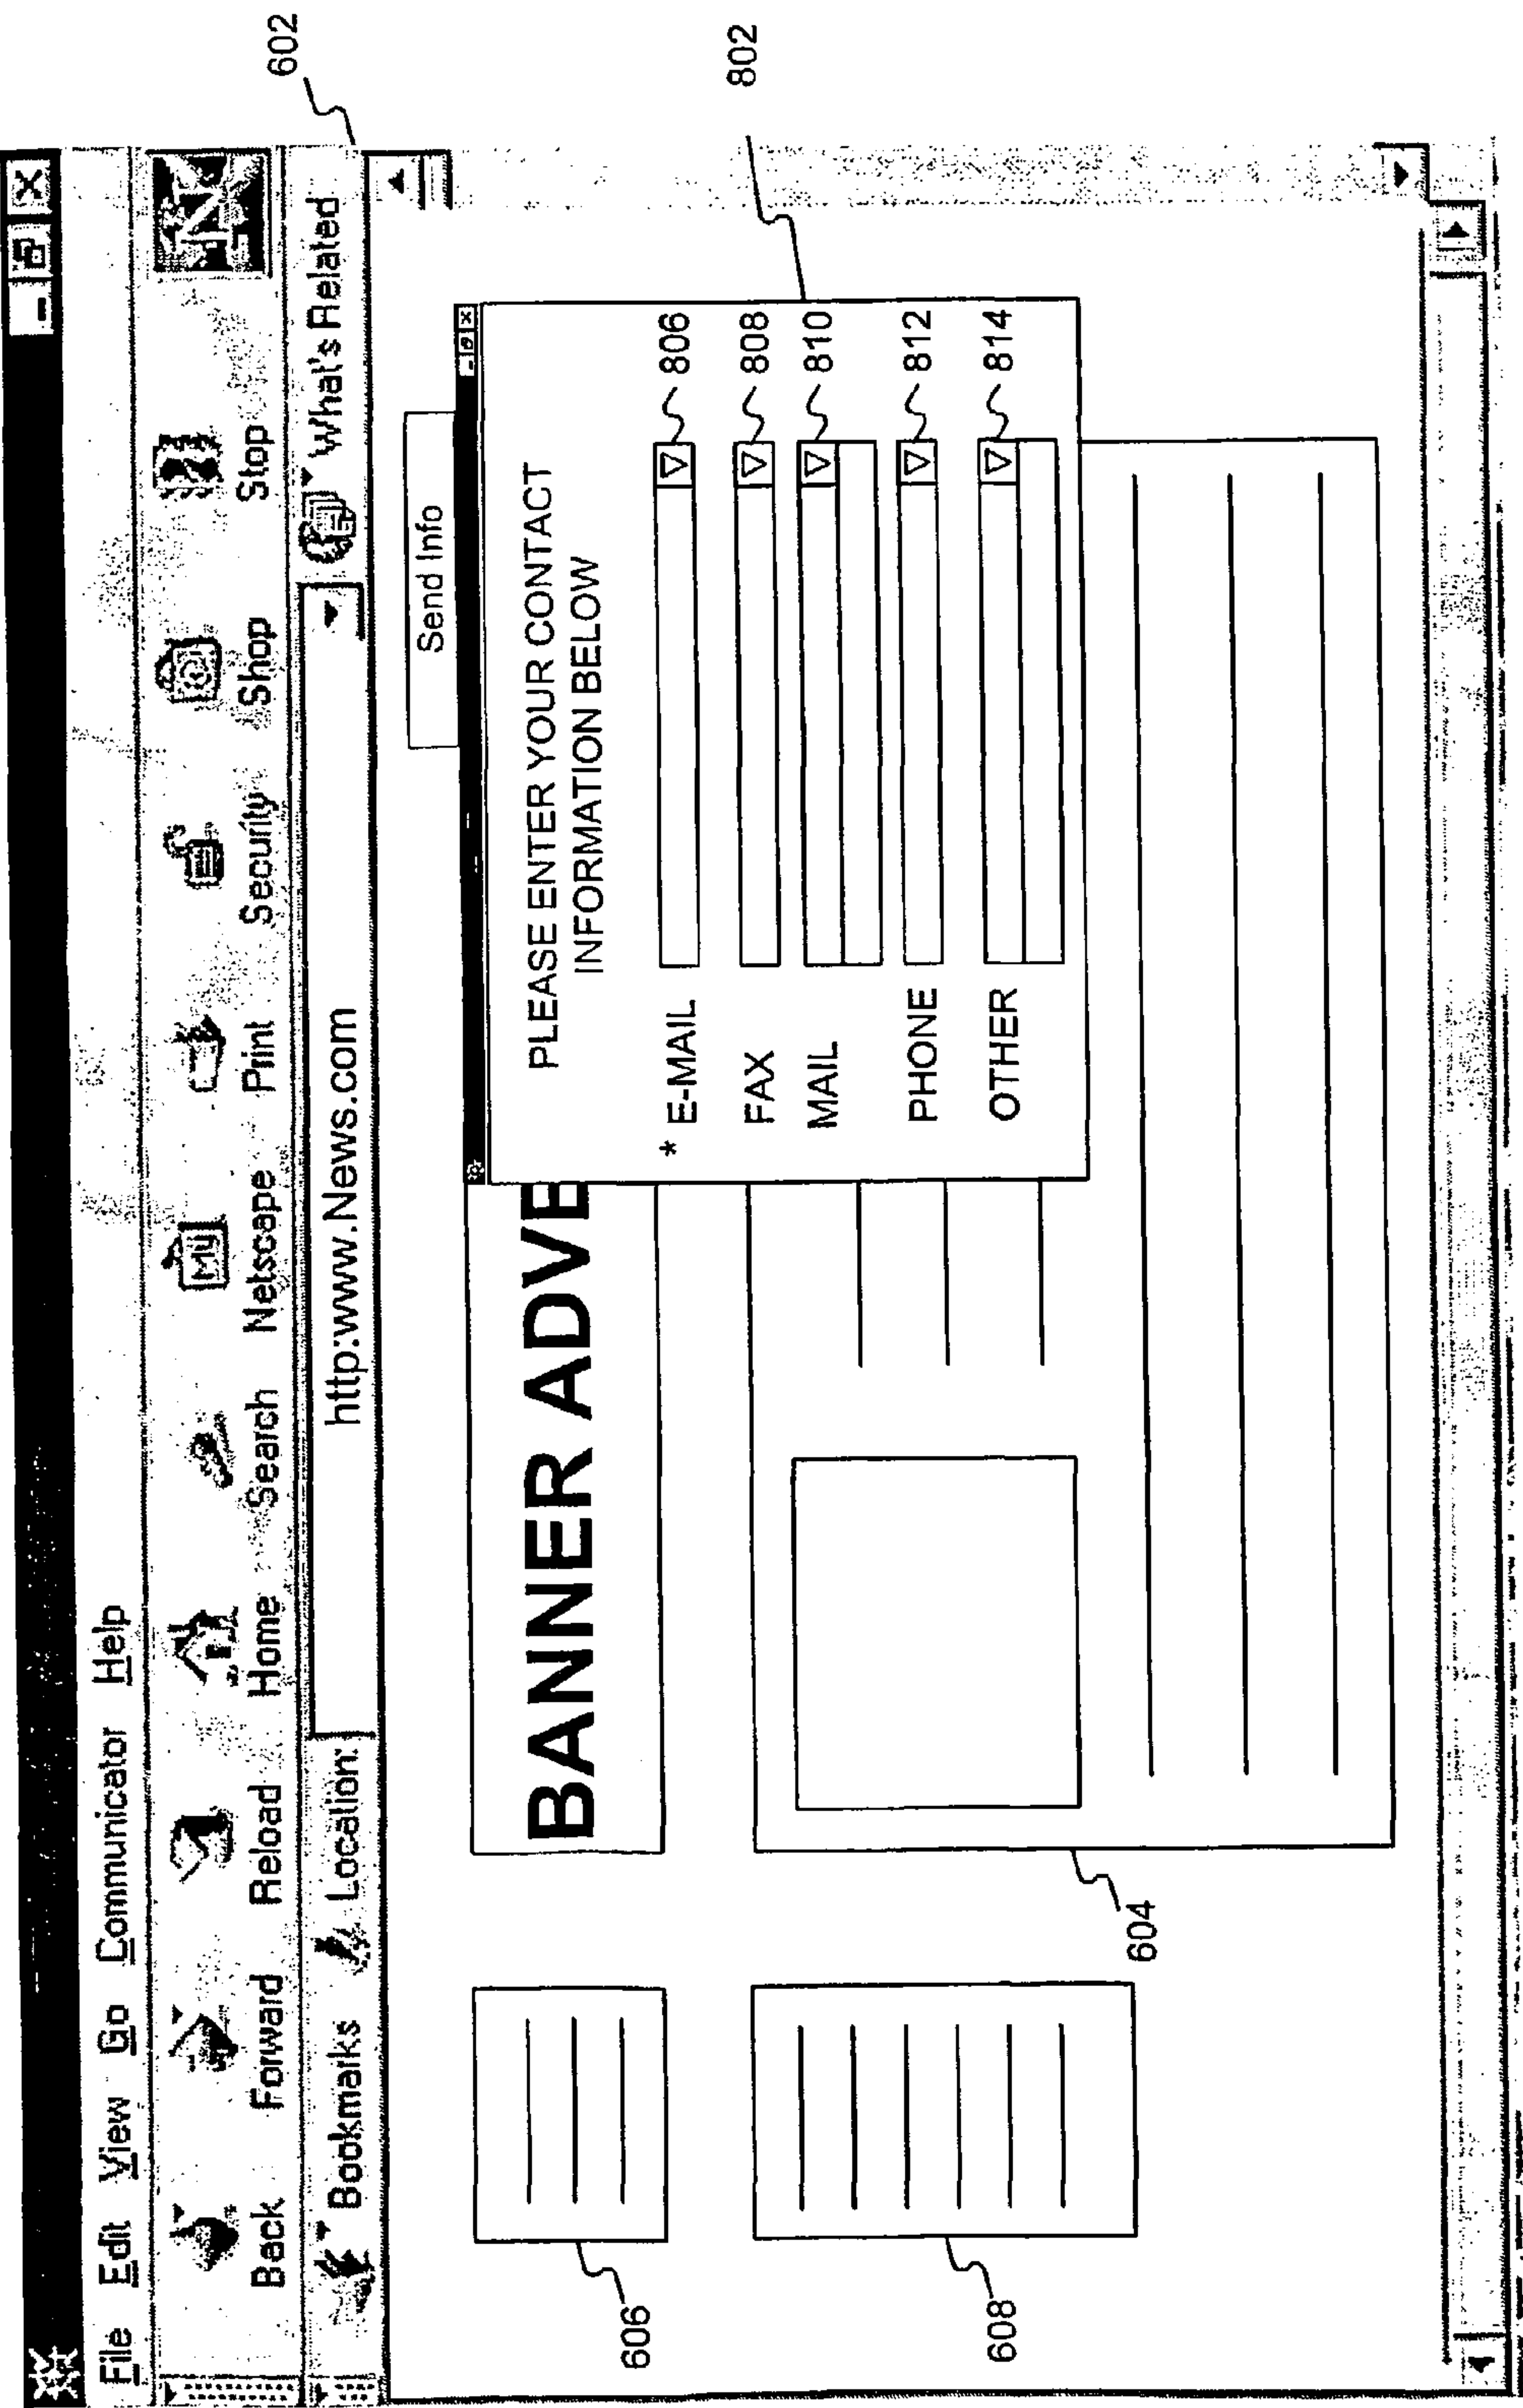 File Edit View Go Communicator Help
Back Forward Reload Home Search Netscape Print Security Shop Stop
My
N
Bookmarks Location: http:www.News.com What's Related
602
Send Info
BANNER ADVE
PLEASE ENTER YOUR CONTACT
INFORMATION BELOW
802
* E-MAIL 806
FAX 808
MAIL 810
PHONE 812
OTHER 814
606
608
604